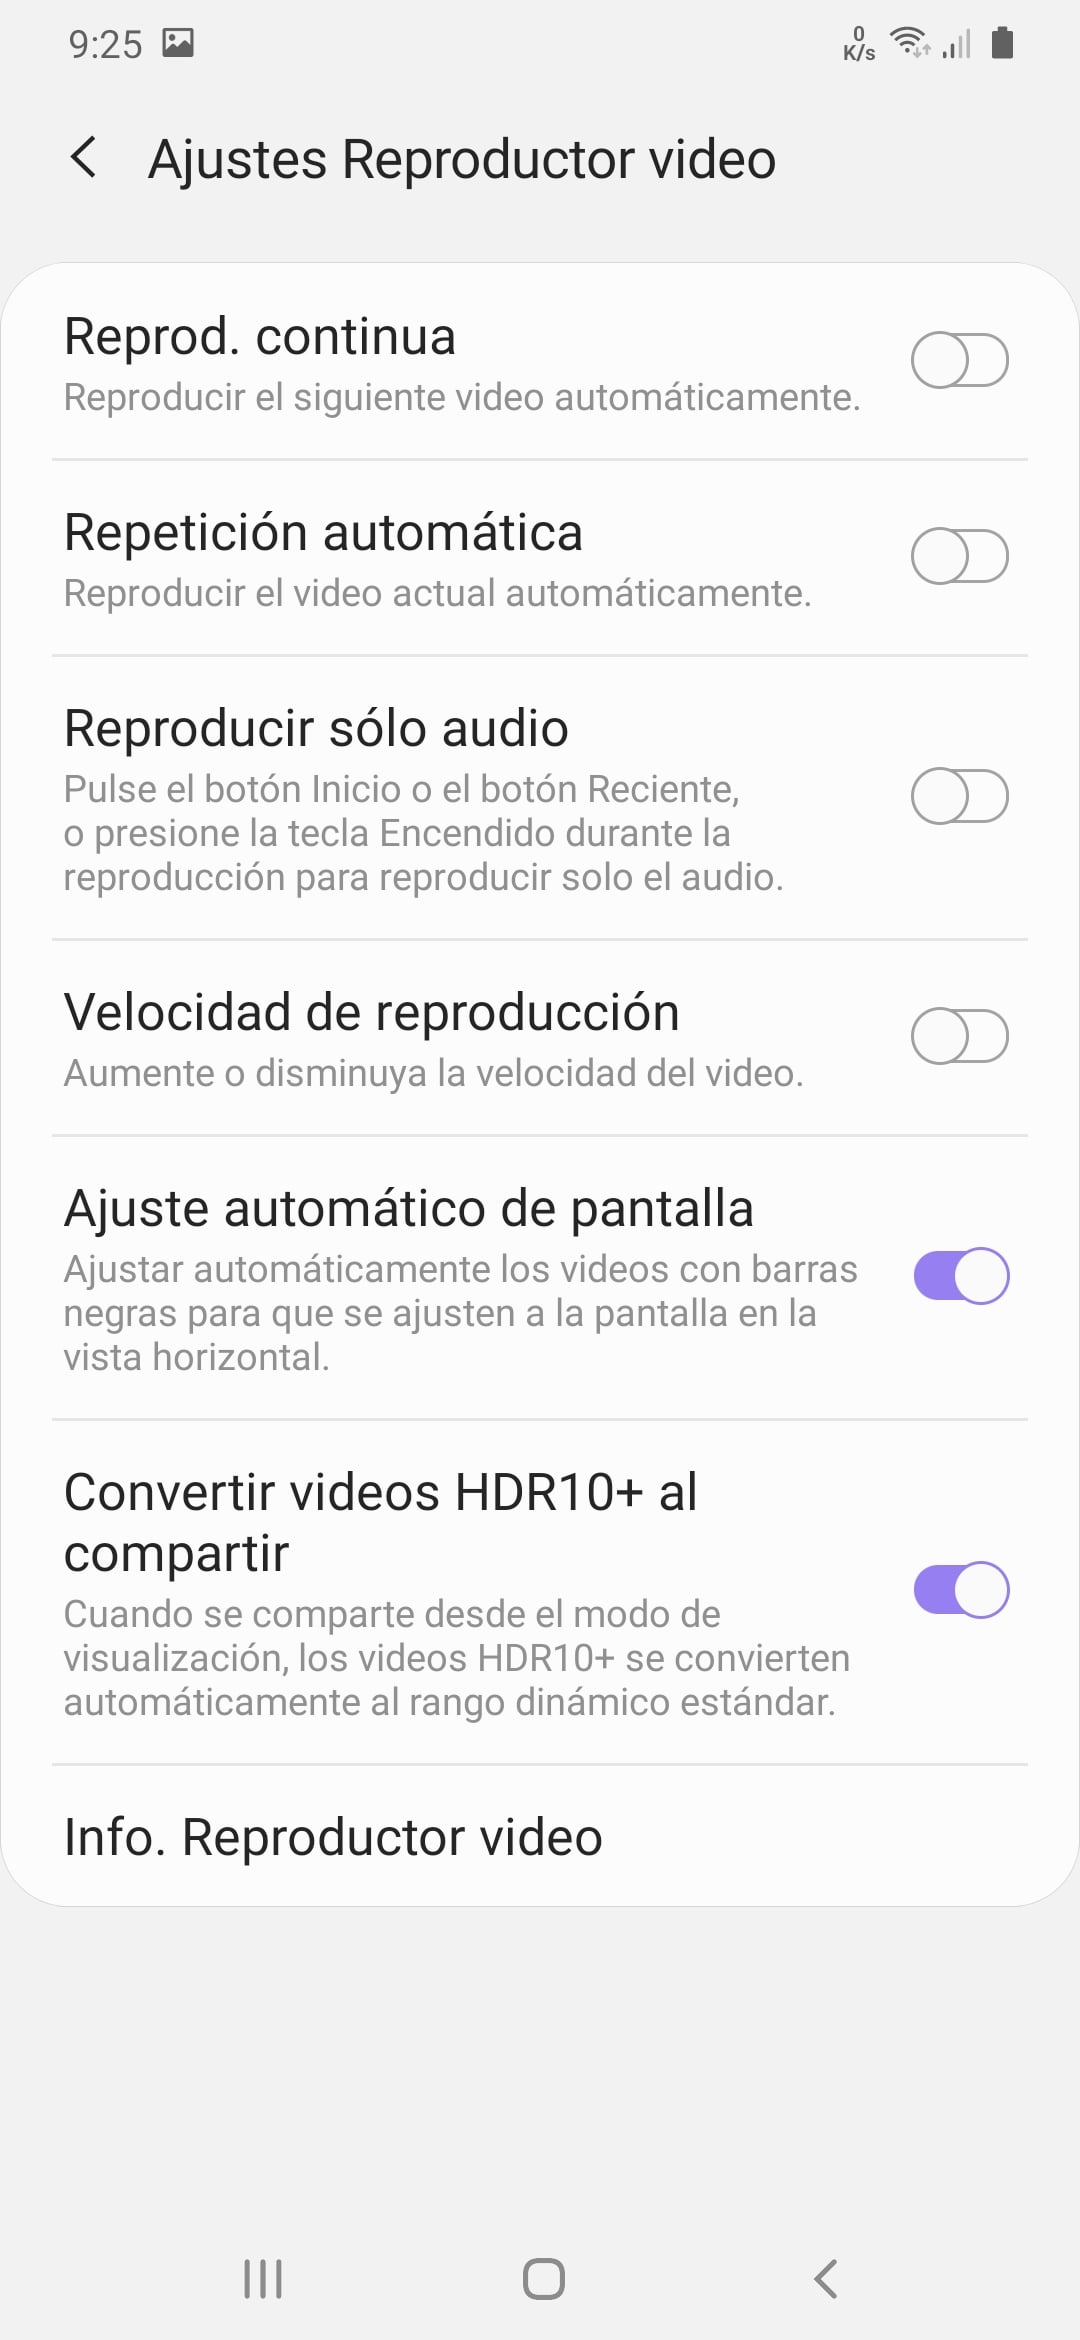 9:25
0
K/s
Ajustes Reproductor video
Reprod. continua
Reproducir el siguiente video automáticamente.
Repetición automática
Reproducir el video actual automáticamente.
Reproducir sólo audio
Pulse el botón Inicio o el botón Reciente,
o presione la tecla Encendido durante la
reproducción para reproducir solo el audio.
Velocidad de reproducción
Aumente o disminuya la velocidad del video.
Ajuste automático de pantalla
Ajustar automáticamente los videos con barras
negras para que se ajusten a la pantalla en la
vista horizontal.
Convertir videos HDR10+ al
compartir
Cuando se comparte desde el modo de
visualización, los videos HDR10+ se convierten
automáticamente al rango dinámico estándar.
Info. Reproductor video